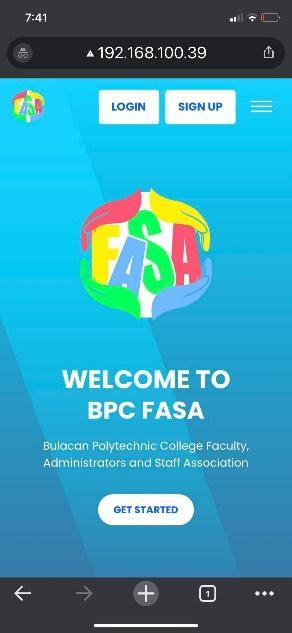 7:41
192.168.100.39
LOGIN
SIGN UP
FASA
FASA
WELCOME TO
BPC FASA
Bulacan Polytechnic College Faculty,
Administrators and Staff Association
GET STARTED
1